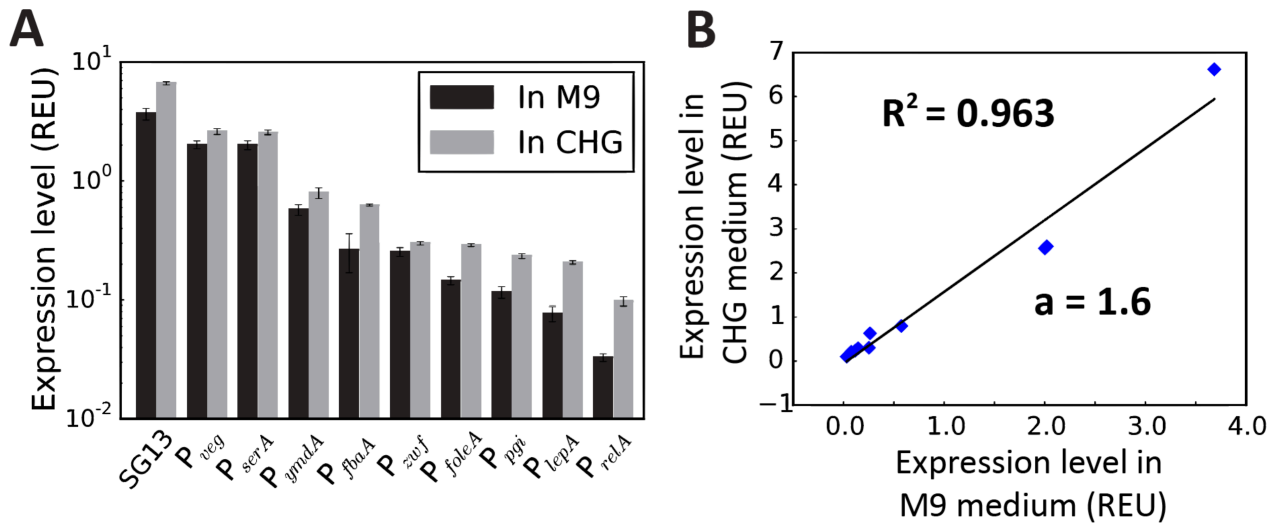 A
Expression level (REU)
10^1
10^0
10^-1
10^-2
In M9
In CHG
SG13
P veg
P serA
P ymdA
P fbaA
P zwf
P foleA
P pgi
P lepA
P relA
B
Expression level in
CHG medium (REU)
7
6
5
4
3
2
1
0
−1
R² = 0.963
a = 1.6
0.0 1.0 2.0 3.0 4.0
Expression level in
M9 medium (REU)